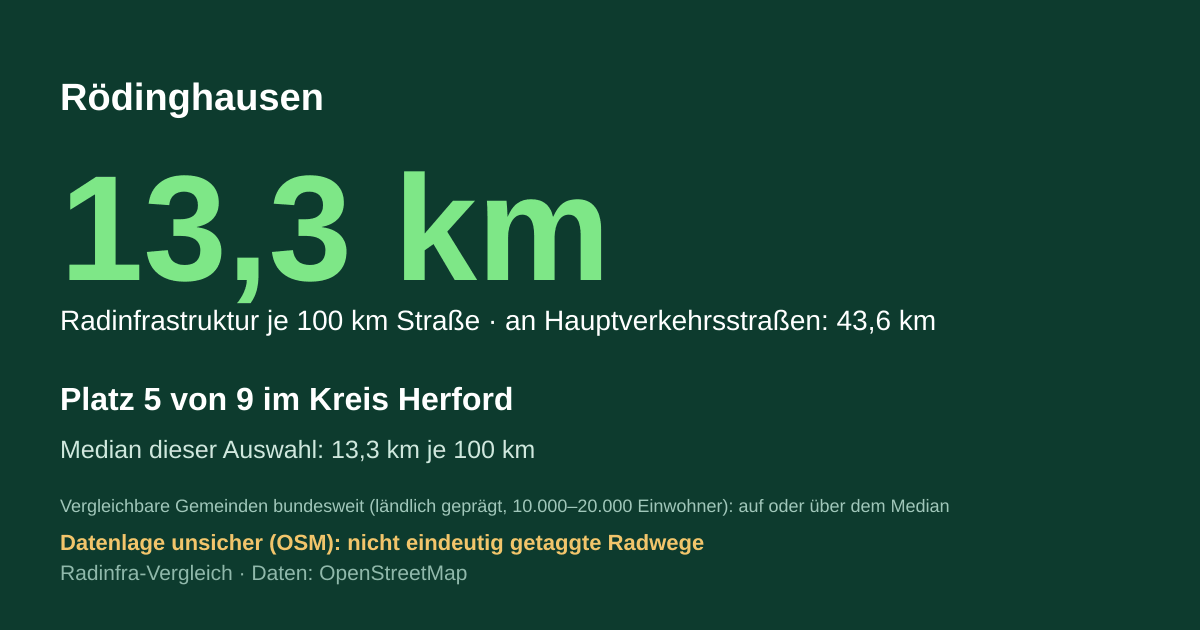 Rödinghausen
13,3 km
Radinfrastruktur je 100 km Straße · an Hauptverkehrsstraßen: 43,6 km
Platz 5 von 9 im Kreis Herford
Median dieser Auswahl: 13,3 km je 100 km
Vergleichbare Gemeinden bundesweit (ländlich geprägt, 10.000–20.000 Einwohner): auf oder über dem Median
Datenlage unsicher (OSM): nicht eindeutig getaggte Radwege
Radinfra-Vergleich · Daten: OpenStreetMap